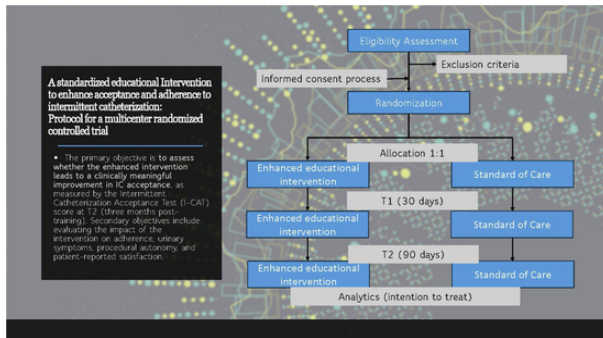 A standardized educational Intervention
to enhance acceptance and adherence to
intermittent catheterization:
Protocol for a multicenter randomized
controlled trial
• The primary objective is to assess
whether the enhanced intervention
leads to a clinically meaningful
improvement in IC acceptance, as
measured by the Intermittent
Catheterization Acceptance Test (I-CAT)
score at T2 (three months post-
training). Secondary objectives include
evaluating the impact of the
intervention on adherence, urinary
symptoms, procedural autonomy, and
patient-reported satisfaction.
Eligibility Assessment
Exclusion criteria
Informed consent process
Randomization
Allocation 1:1
Enhanced educational
intervention
Standard of Care
T1 (30 days)
Enhanced educational
intervention
Standard of Care
T2 (90 days)
Enhanced educational
intervention
Standard of Care
Analytics (intention to treat)